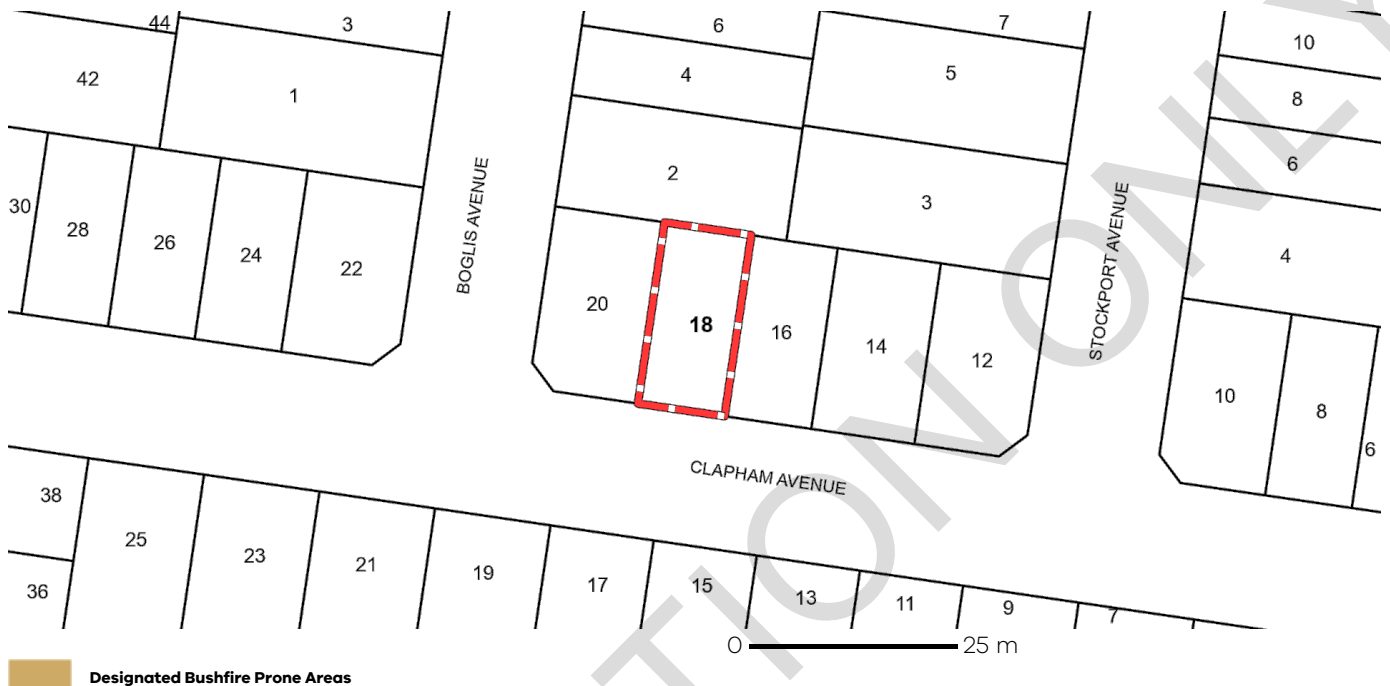 44 3 6 7 10
42 1 4 5 8
6
2 3 4
30 28 26 24 22
BOGLIS AVENUE
STOCKPORT AVENUE
20 18 16 14 12 10 8 6
CLAPHAM AVENUE
38 25 23 21 19 17 15 13 11 9 7
36
0 25 m
Designated Bushfire Prone Areas
TION ONLY